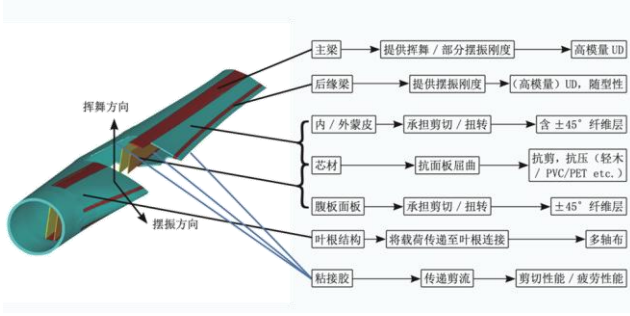 主梁
提供挥舞/部分摆振刚度
高模量 UD
后缘梁
提供摆振刚度
(高模量) UD, 随型性
挥舞方向
内/外蒙皮
承担剪切/扭转
含 ±45° 纤维层
芯材
抗面板屈曲
抗剪, 抗压 (轻木
/ PVC/PET etc.)
腹板面板
承担剪切/扭转
±45° 纤维层
摆振方向
叶根结构
将载荷传递至叶根连接
多轴布
粘接胶
传递剪流
剪切性能/疲劳性能